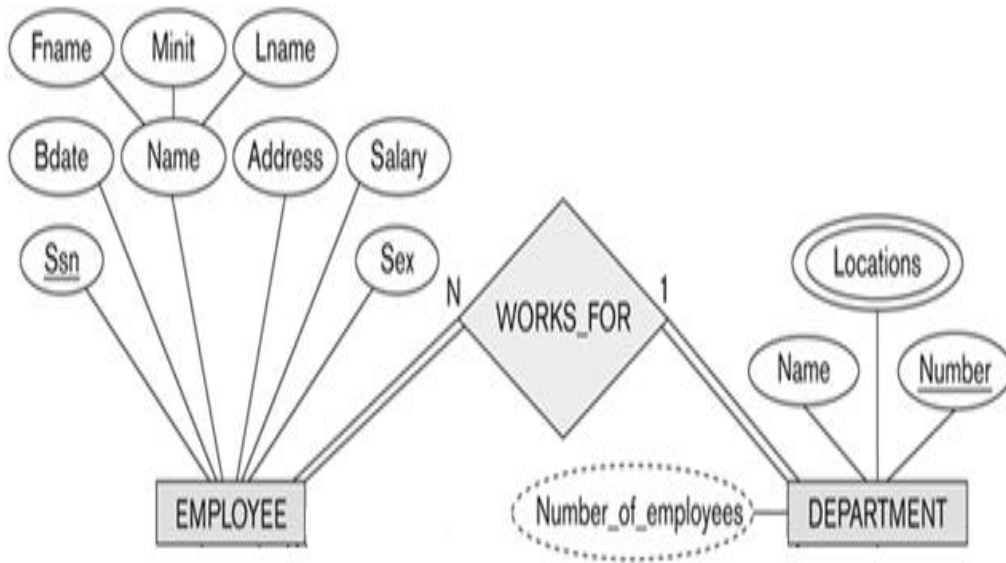 Fname
Minit
Lname
Bdate
Name
Address
Salary
Ssn
Sex
N
WORKS_FOR
1
Locations
Name
Number
EMPLOYEE
Number_of_employees
DEPARTMENT